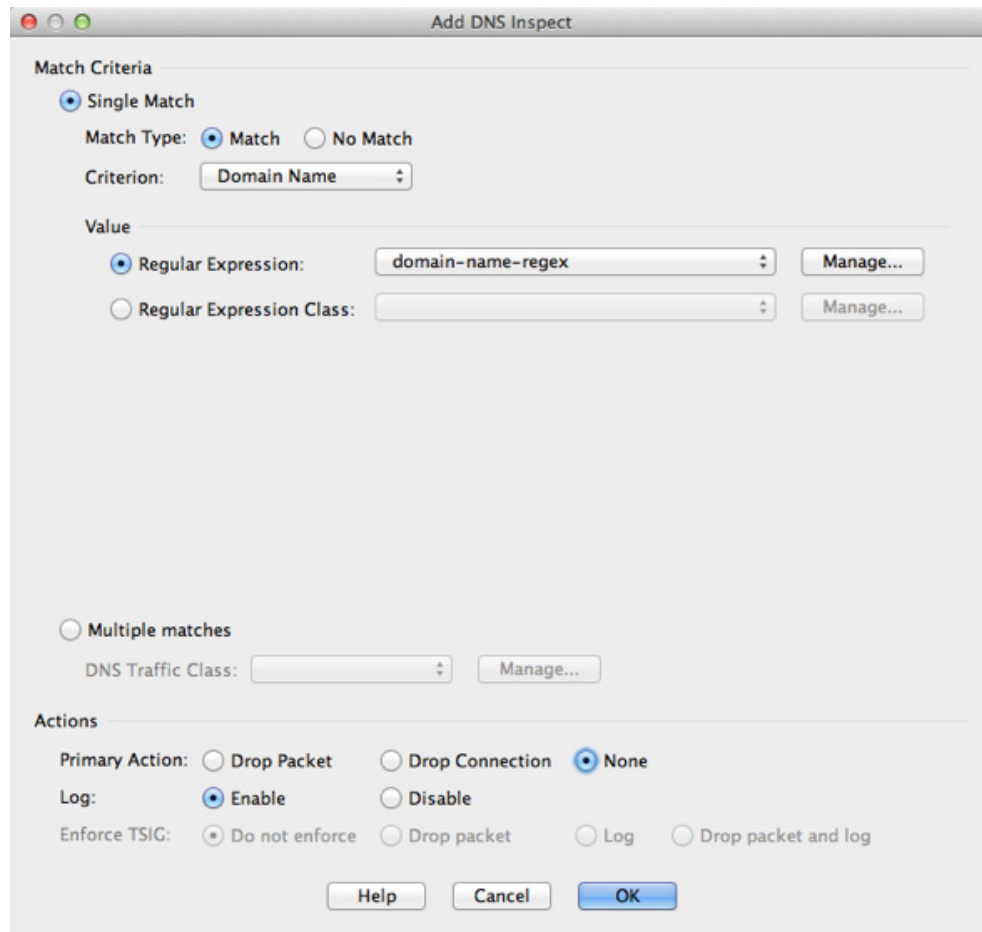 Add DNS Inspect
Match Criteria
Single Match
Match Type: Match No Match
Criterion: Domain Name
Value
Regular Expression: domain-name-regex Manage...
Regular Expression Class: Manage...
Multiple matches
DNS Traffic Class: Manage...
Actions
Primary Action: Drop Packet Drop Connection None
Log: Enable Disable
Enforce TSIG: Do not enforce Drop packet Log Drop packet and log
Help Cancel OK